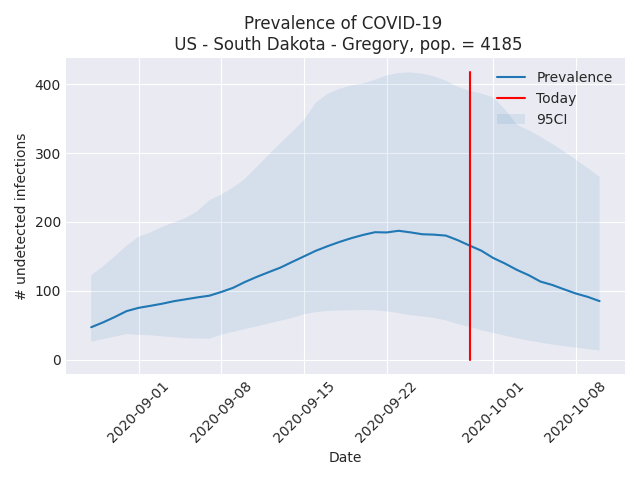 Prevalence of COVID-19
US - South Dakota - Gregory, pop. = 4185
Prevalence
Today
95CI
400
300
200
100
0
# undetected infections
2020-09-01
2020-09-08
2020-09-15
2020-09-22
2020-10-01
2020-10-08
Date